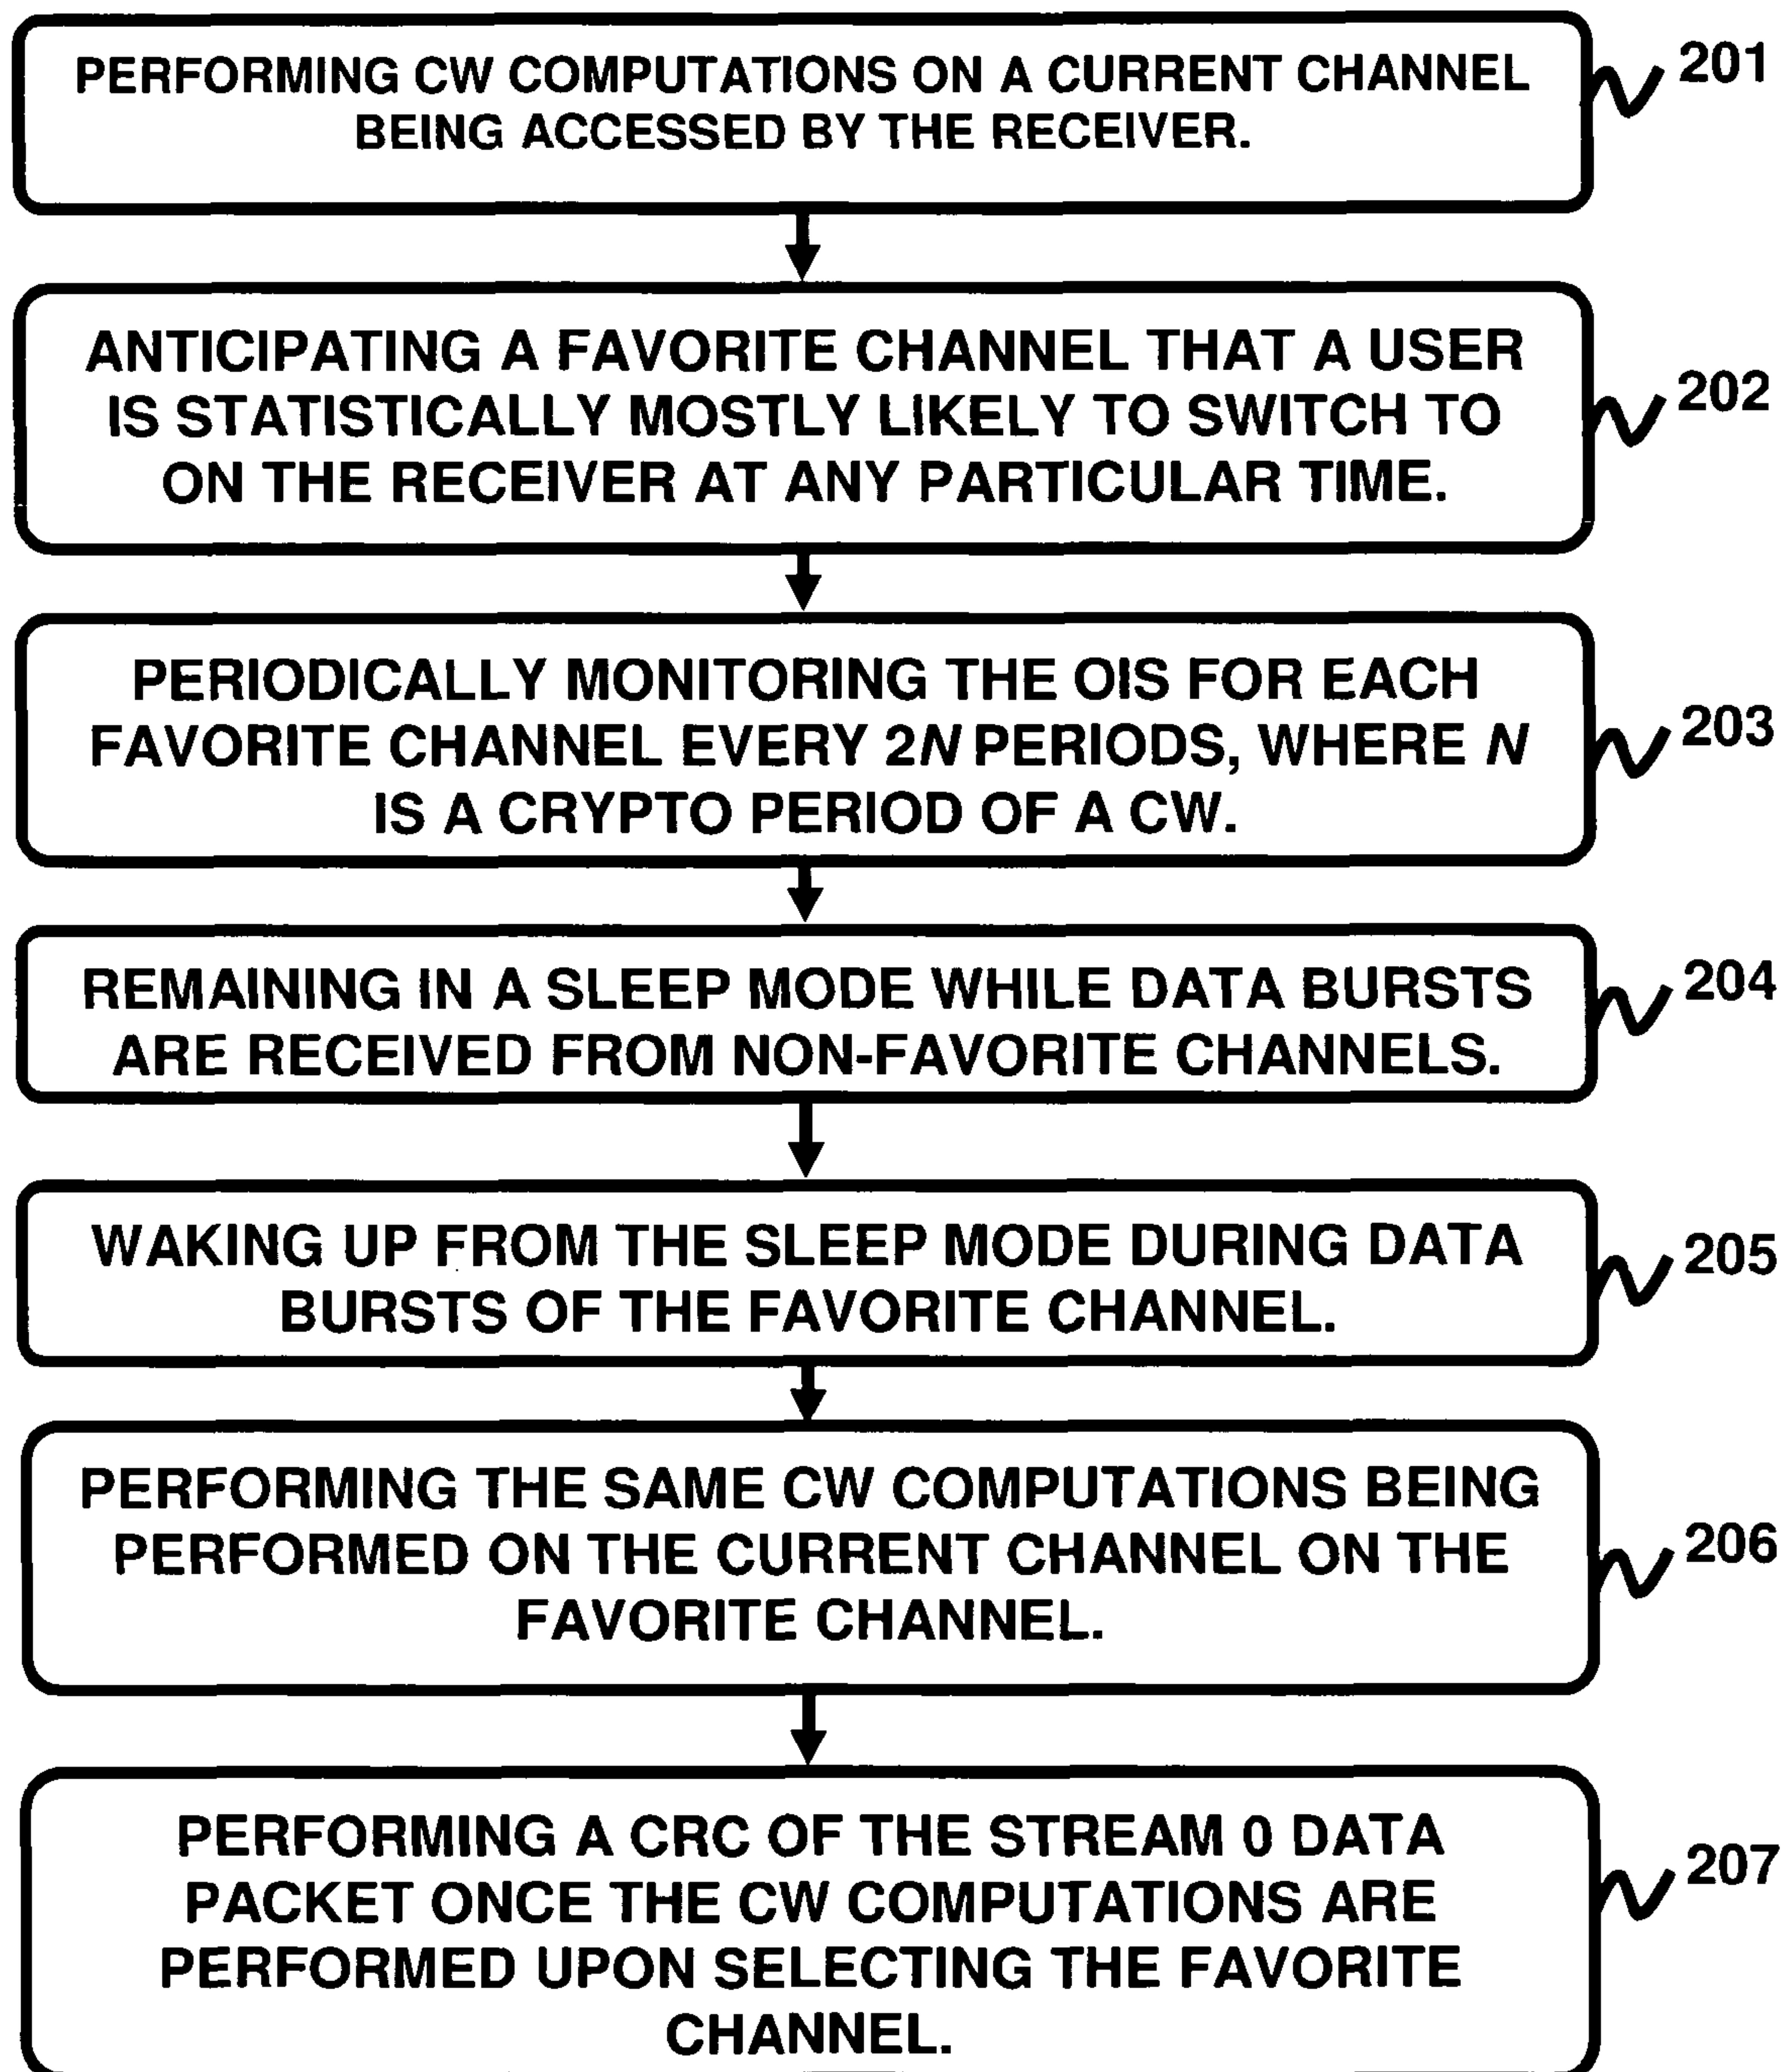 PERFORMING CW COMPUTATIONS ON A CURRENT CHANNEL
BEING ACCESSED BY THE RECEIVER.
201
ANTICIPATING A FAVORITE CHANNEL THAT A USER
IS STATISTICALLY MOSTLY LIKELY TO SWITCH TO
ON THE RECEIVER AT ANY PARTICULAR TIME.
202
PERIODICALLY MONITORING THE OIS FOR EACH
FAVORITE CHANNEL EVERY 2N PERIODS, WHERE N
IS A CRYPTO PERIOD OF A CW.
203
REMAINING IN A SLEEP MODE WHILE DATA BURSTS
ARE RECEIVED FROM NON-FAVORITE CHANNELS.
204
WAKING UP FROM THE SLEEP MODE DURING DATA
BURSTS OF THE FAVORITE CHANNEL.
205
PERFORMING THE SAME CW COMPUTATIONS BEING
PERFORMED ON THE CURRENT CHANNEL ON THE
FAVORITE CHANNEL.
206
PERFORMING A CRC OF THE STREAM 0 DATA
PACKET ONCE THE CW COMPUTATIONS ARE
PERFORMED UPON SELECTING THE FAVORITE
CHANNEL.
207